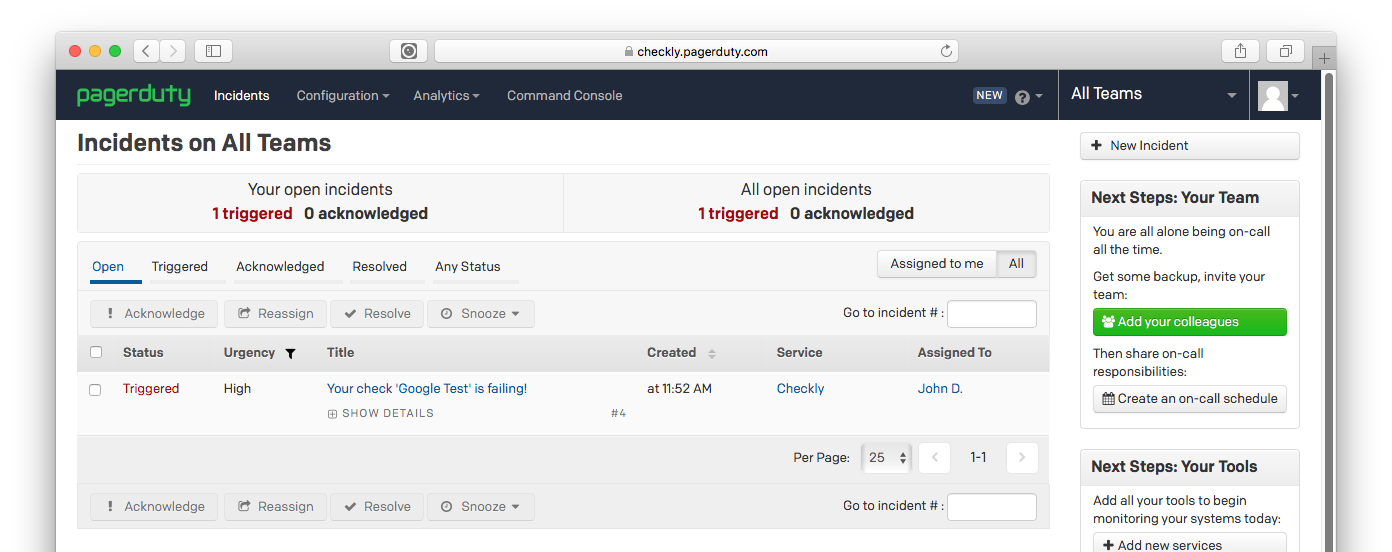 checkly.pagerduty.com
pagerduty Incidents Configuration Analytics Command Console NEW ? All Teams
Incidents on All Teams
Your open incidents
1 triggered 0 acknowledged
All open incidents
1 triggered 0 acknowledged
Open Triggered Acknowledged Resolved Any Status
Assigned to me All
Acknowledge Reassign Resolve Snooze
Go to incident # :
Status Urgency Title Created Service Assigned To
Triggered High Your check 'Google Test' is failing! at 11:52 AM Checkly John D.
SHOW DETAILS #4
Per Page: 25 1-1
Acknowledge Reassign Resolve Snooze
Go to incident # :
New Incident
Next Steps: Your Team
You are all alone being on-call
all the time.
Get some backup, invite your
team:
Add your colleagues
Then share on-call
responsibilities:
Create an on-call schedule
Next Steps: Your Tools
Add all your tools to begin
monitoring your systems today:
Add new services